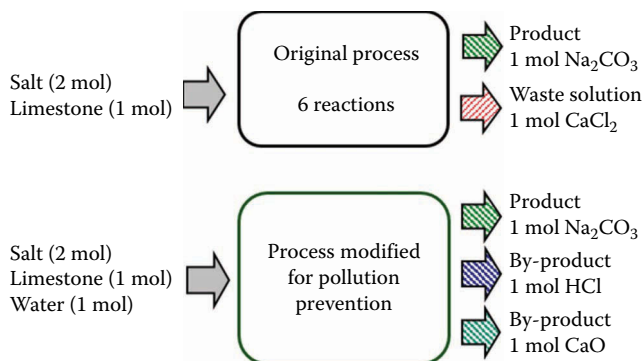 Salt (2 mol)
Limestone (1 mol)
Original process
6 reactions
Product
1 mol Na₂CO₃
Waste solution
1 mol CaCl₂
Salt (2 mol)
Limestone (1 mol)
Water (1 mol)
Process modified
for pollution
prevention
Product
1 mol Na₂CO₃
By-product
1 mol HCl
By-product
1 mol CaO